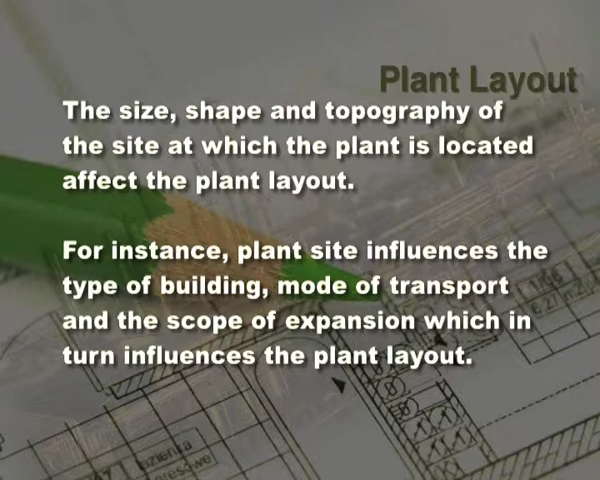 Plant Layout
The size, shape and topography of
the site at which the plant is located
affect the plant layout.
For instance, plant site influences the
type of building, mode of transport
and the scope of expansion which in
turn influences the plant layout.